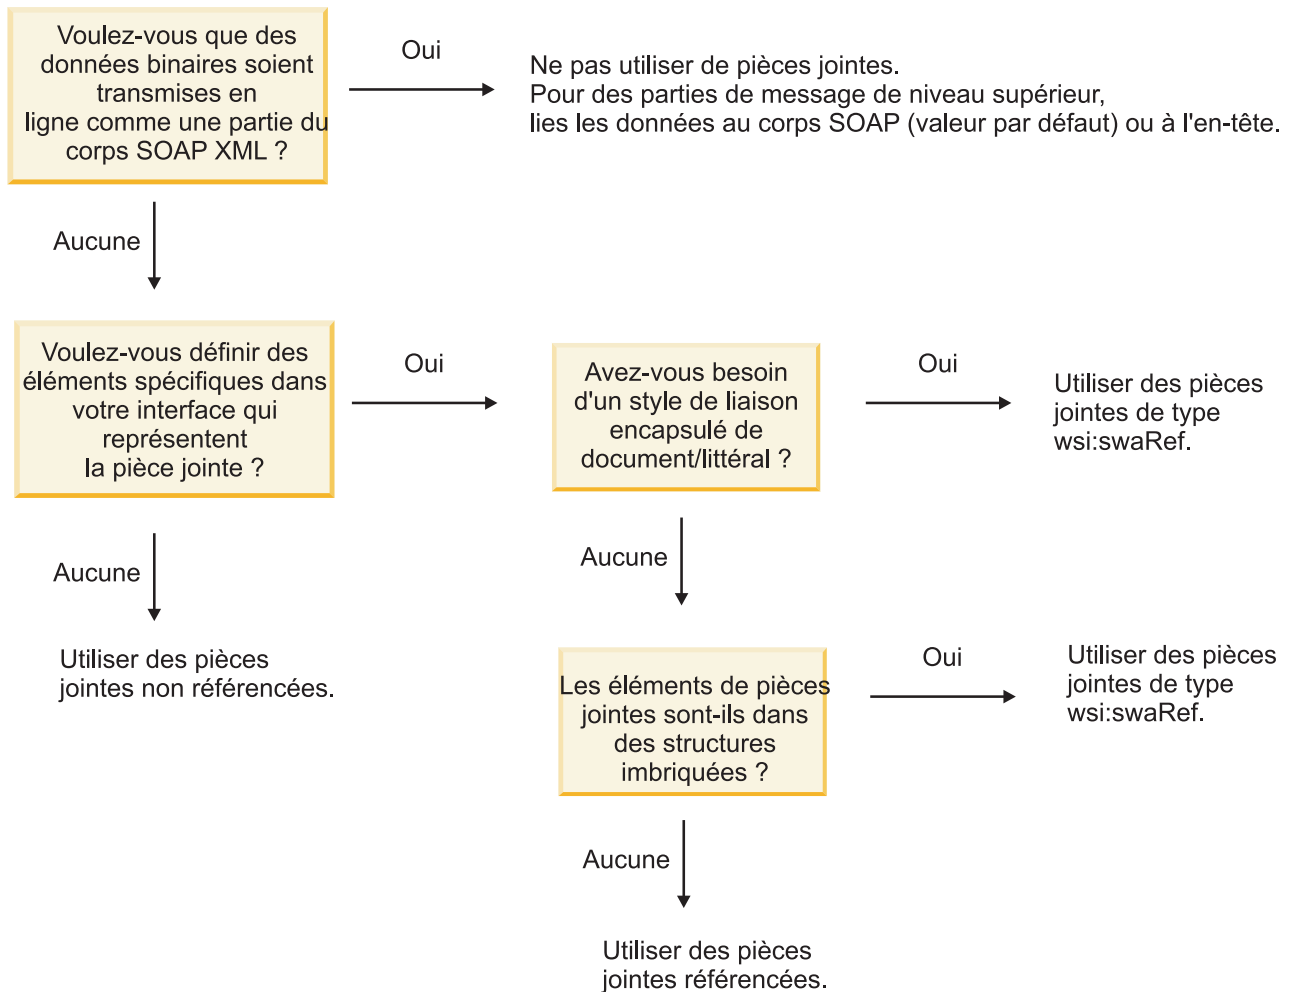 Voulez-vous que des
données binaires soient
transmises en
ligne comme une partie du
corps SOAP XML ?
Oui
Ne pas utiliser de pièces jointes.
Pour des parties de message de niveau supérieur,
lies les données au corps SOAP (valeur par défaut) ou à l'en-tête.
Aucune
Voulez-vous définir des
éléments spécifiques dans
votre interface qui
représentent
la pièce jointe ?
Oui
Avez-vous besoin
d'un style de liaison
encapsulé de
document/littéral ?
Oui
Utiliser des pièces
jointes de type
wsi:swaRef.
Aucune
Utiliser des pièces
jointes non référencées.
Aucune
Les éléments de pièces
jointes sont-ils dans
des structures
imbriquées ?
Oui
Utiliser des pièces
jointes de type
wsi:swaRef.
Aucune
Utiliser des pièces
jointes référencées.